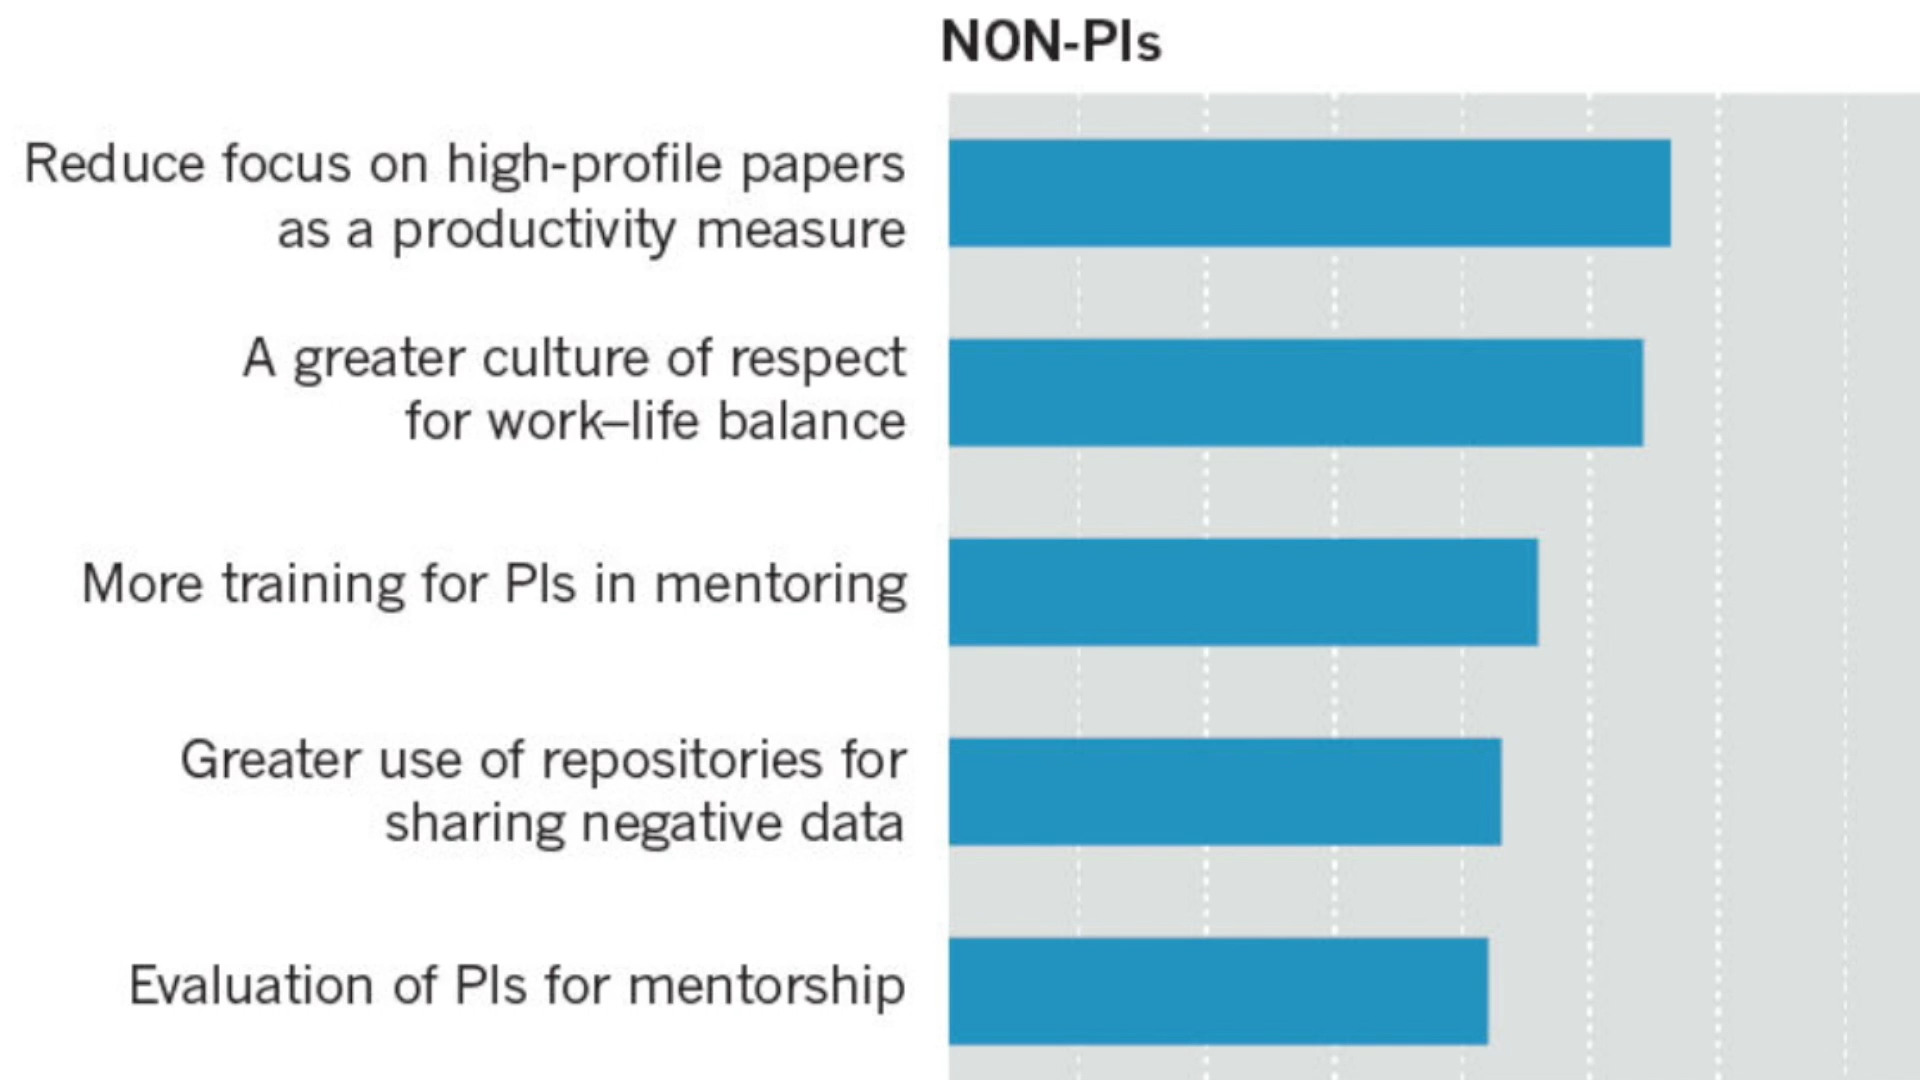 NON-PIs
Reduce focus on high-profile papers
as a productivity measure
A greater culture of respect
for work–life balance
More training for PIs in mentoring
Greater use of repositories for
sharing negative data
Evaluation of PIs for mentorship